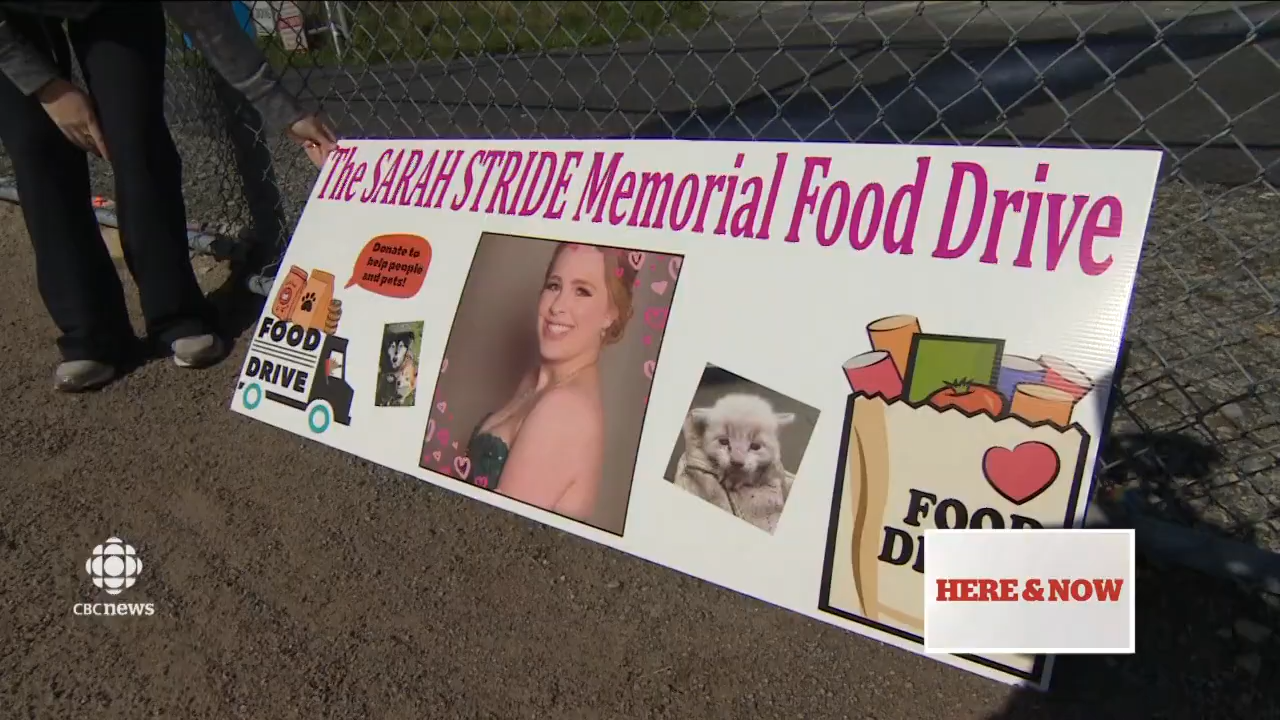 The SARAH STRIDE Memorial Food Drive
Donate to
help people
and pets!
FOOD
DRIVE
FOOD
HERE & NOW
CBC news